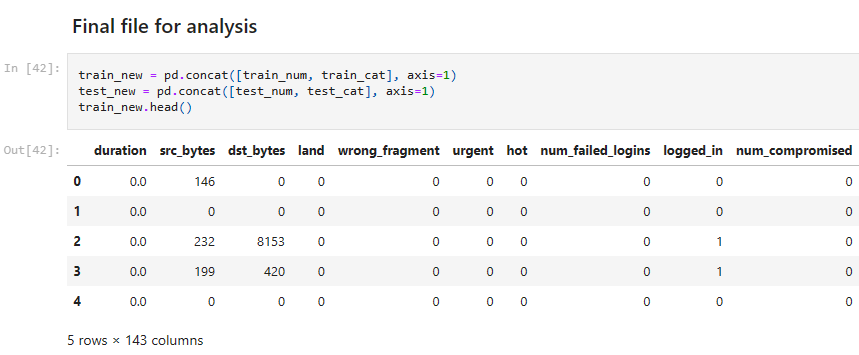 Final file for analysis
In [42]:
train_new = pd.concat([train_num, train_cat], axis=1)
test_new = pd.concat([test_num, test_cat], axis=1)
train_new.head()
Out[42]:
duration src_bytes dst_bytes land wrong_fragment urgent hot num_failed_logins logged_in num_compromised
0 0.0 146 0 0 0 0 0 0 0 0
1 0.0 0 0 0 0 0 0 0 0 0
2 0.0 232 8153 0 0 0 0 0 1 0
3 0.0 199 420 0 0 0 0 0 1 0
4 0.0 0 0 0 0 0 0 0 0 0
5 rows × 143 columns